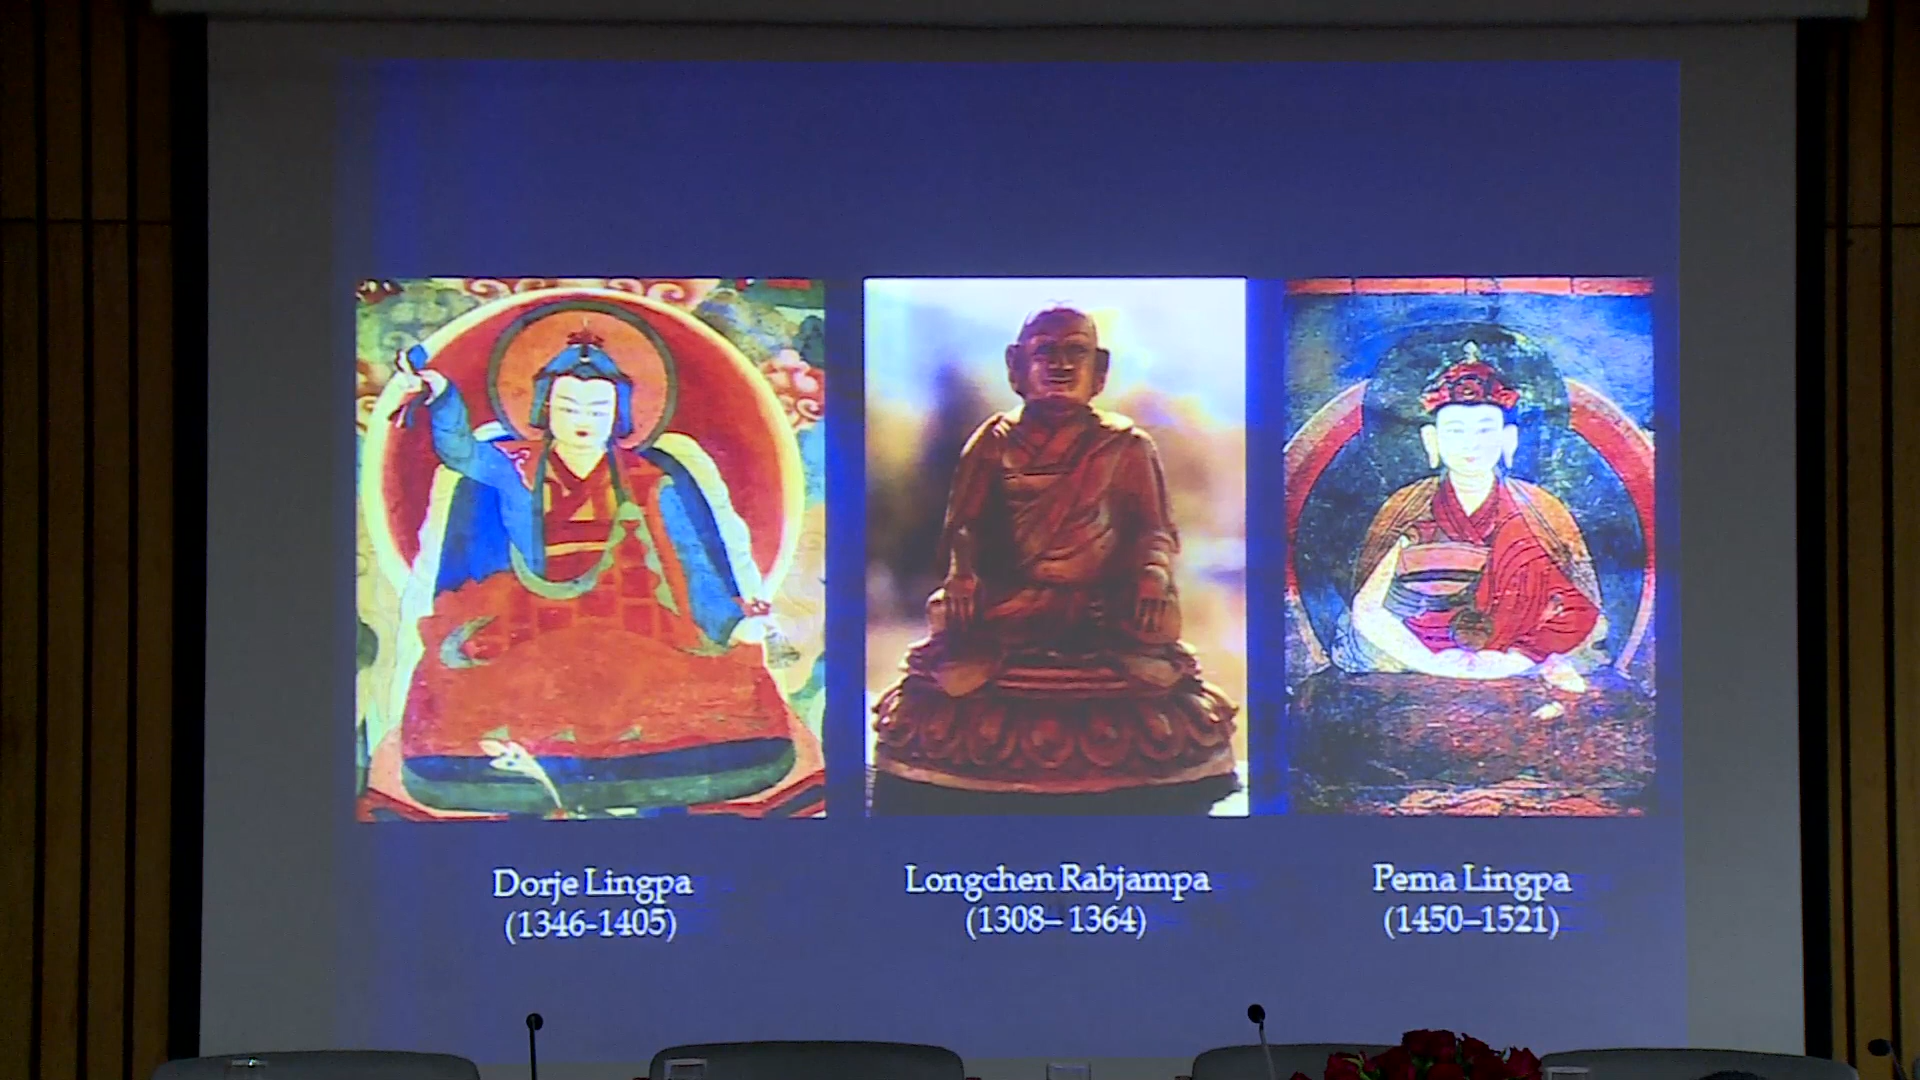 Dorje Lingpa
(1346-1405)
Longchen Rabjampa
(1308– 1364)
Pema Lingpa
(1450–1521)